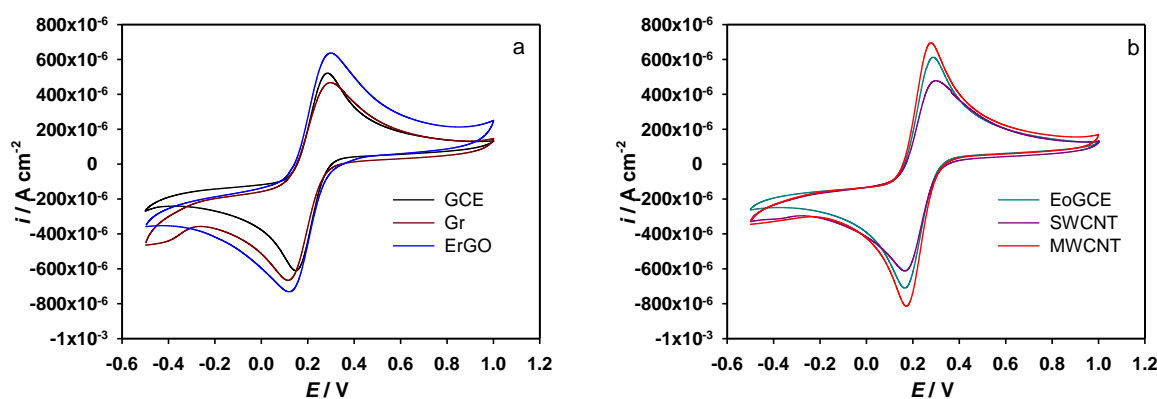 800x10-6
600x10-6
400x10-6
200x10-6
0
-200x10-6
-400x10-6
-600x10-6
-800x10-6
-1x10-3
i / A cm-2
a
GCE
Gr
ErGO
-0.6 -0.4 -0.2 0.0 0.2 0.4 0.6 0.8 1.0 1.2
E / V
800x10-6
600x10-6
400x10-6
200x10-6
0
-200x10-6
-400x10-6
-600x10-6
-800x10-6
-1x10-3
i / A cm-2
b
EoGCE
SWCNT
MWCNT
-0.6 -0.4 -0.2 0.0 0.2 0.4 0.6 0.8 1.0 1.2
E / V